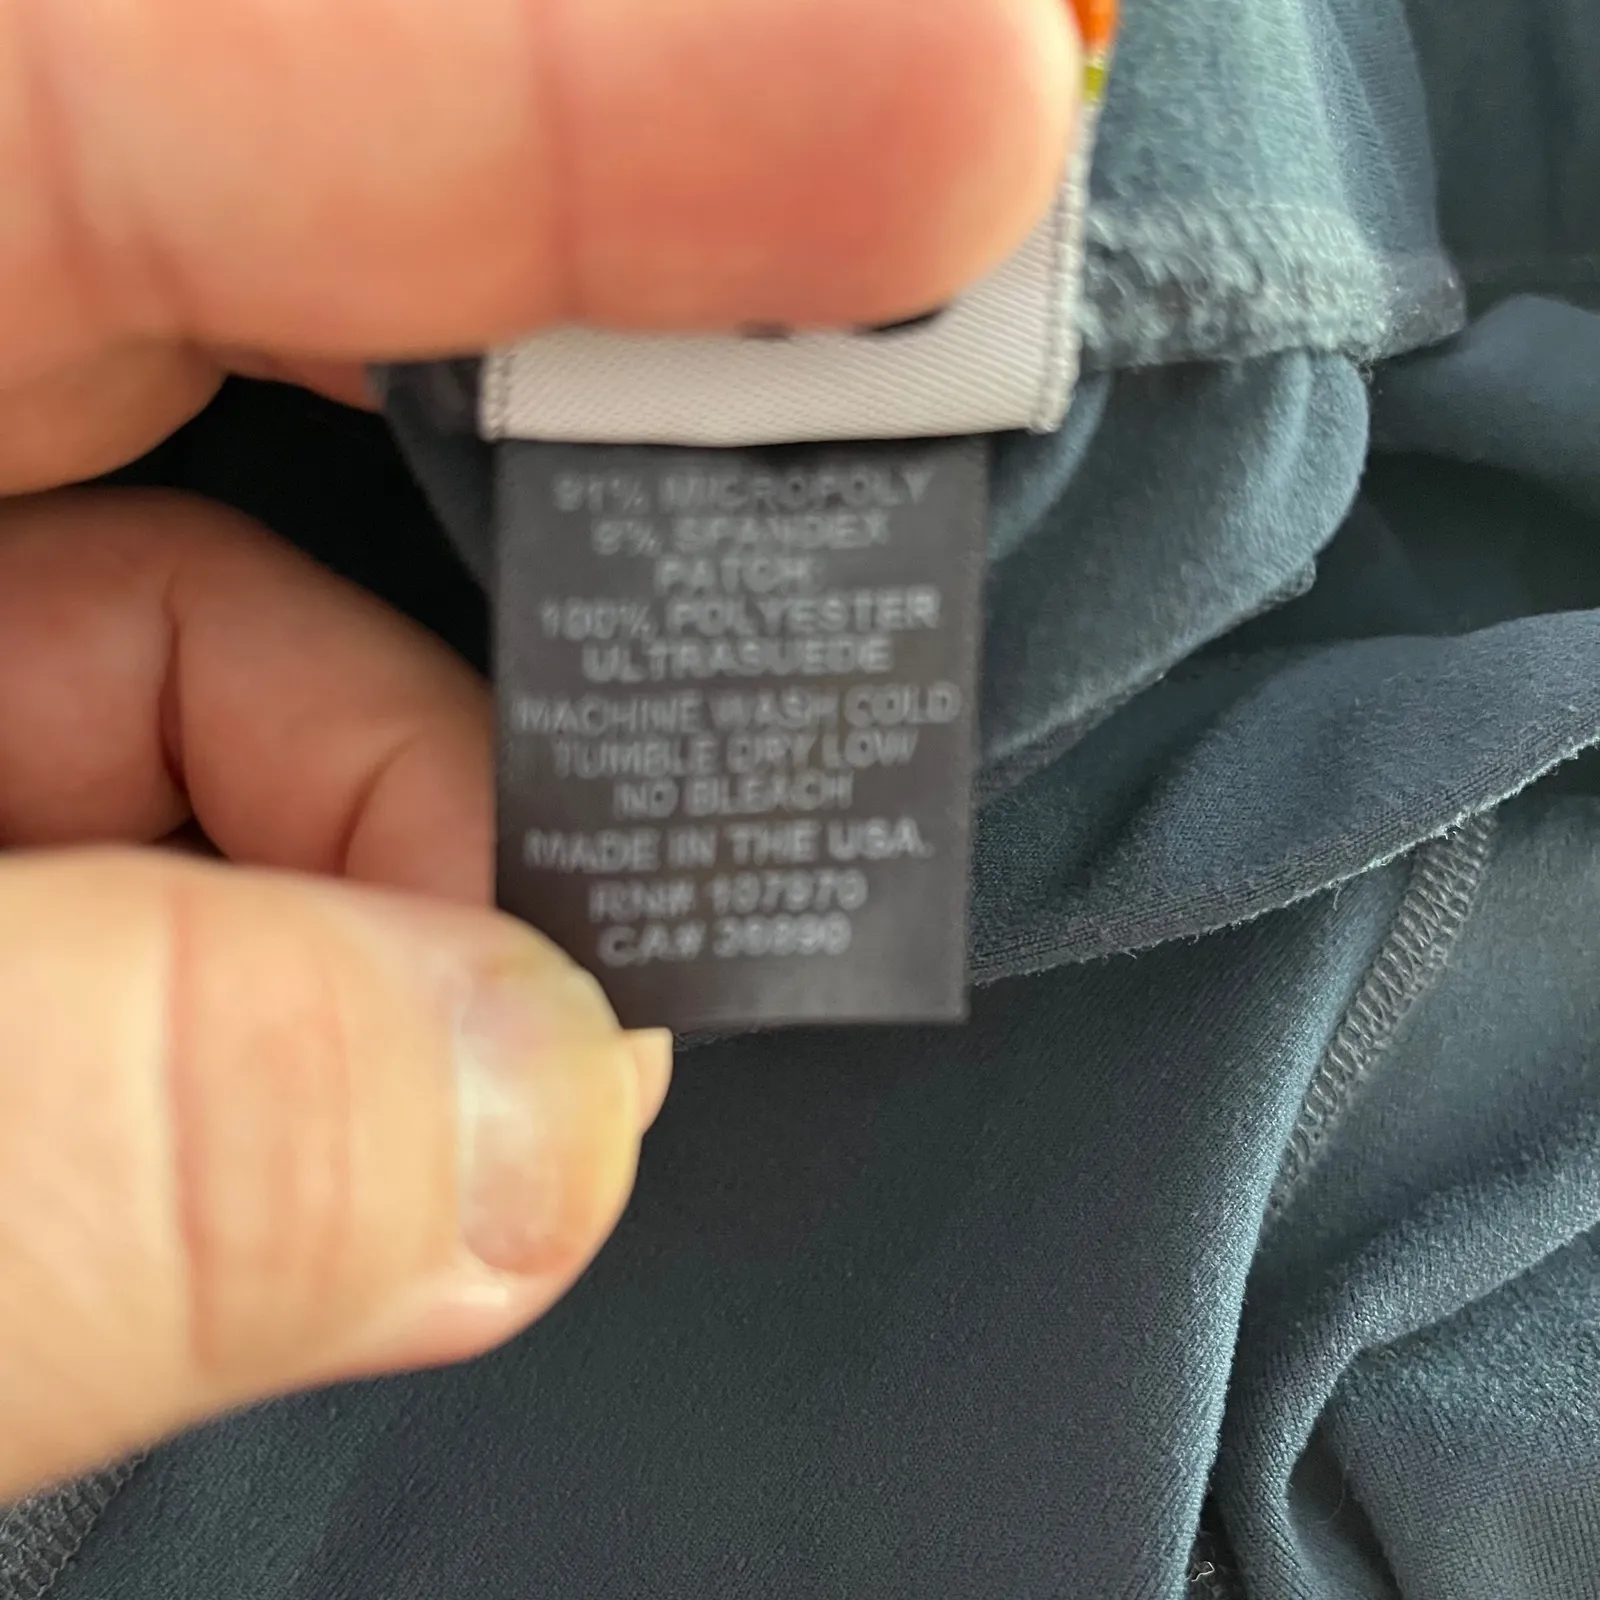 91% MICROPOLY
9% SPANDEX
PATCH:
100% POLYESTER
ULTRASUEDE
MACHINE WASH COLD
TUMBLE DRY LOW
NO BLEACH
MADE IN THE USA.
RN# 107970
CA#